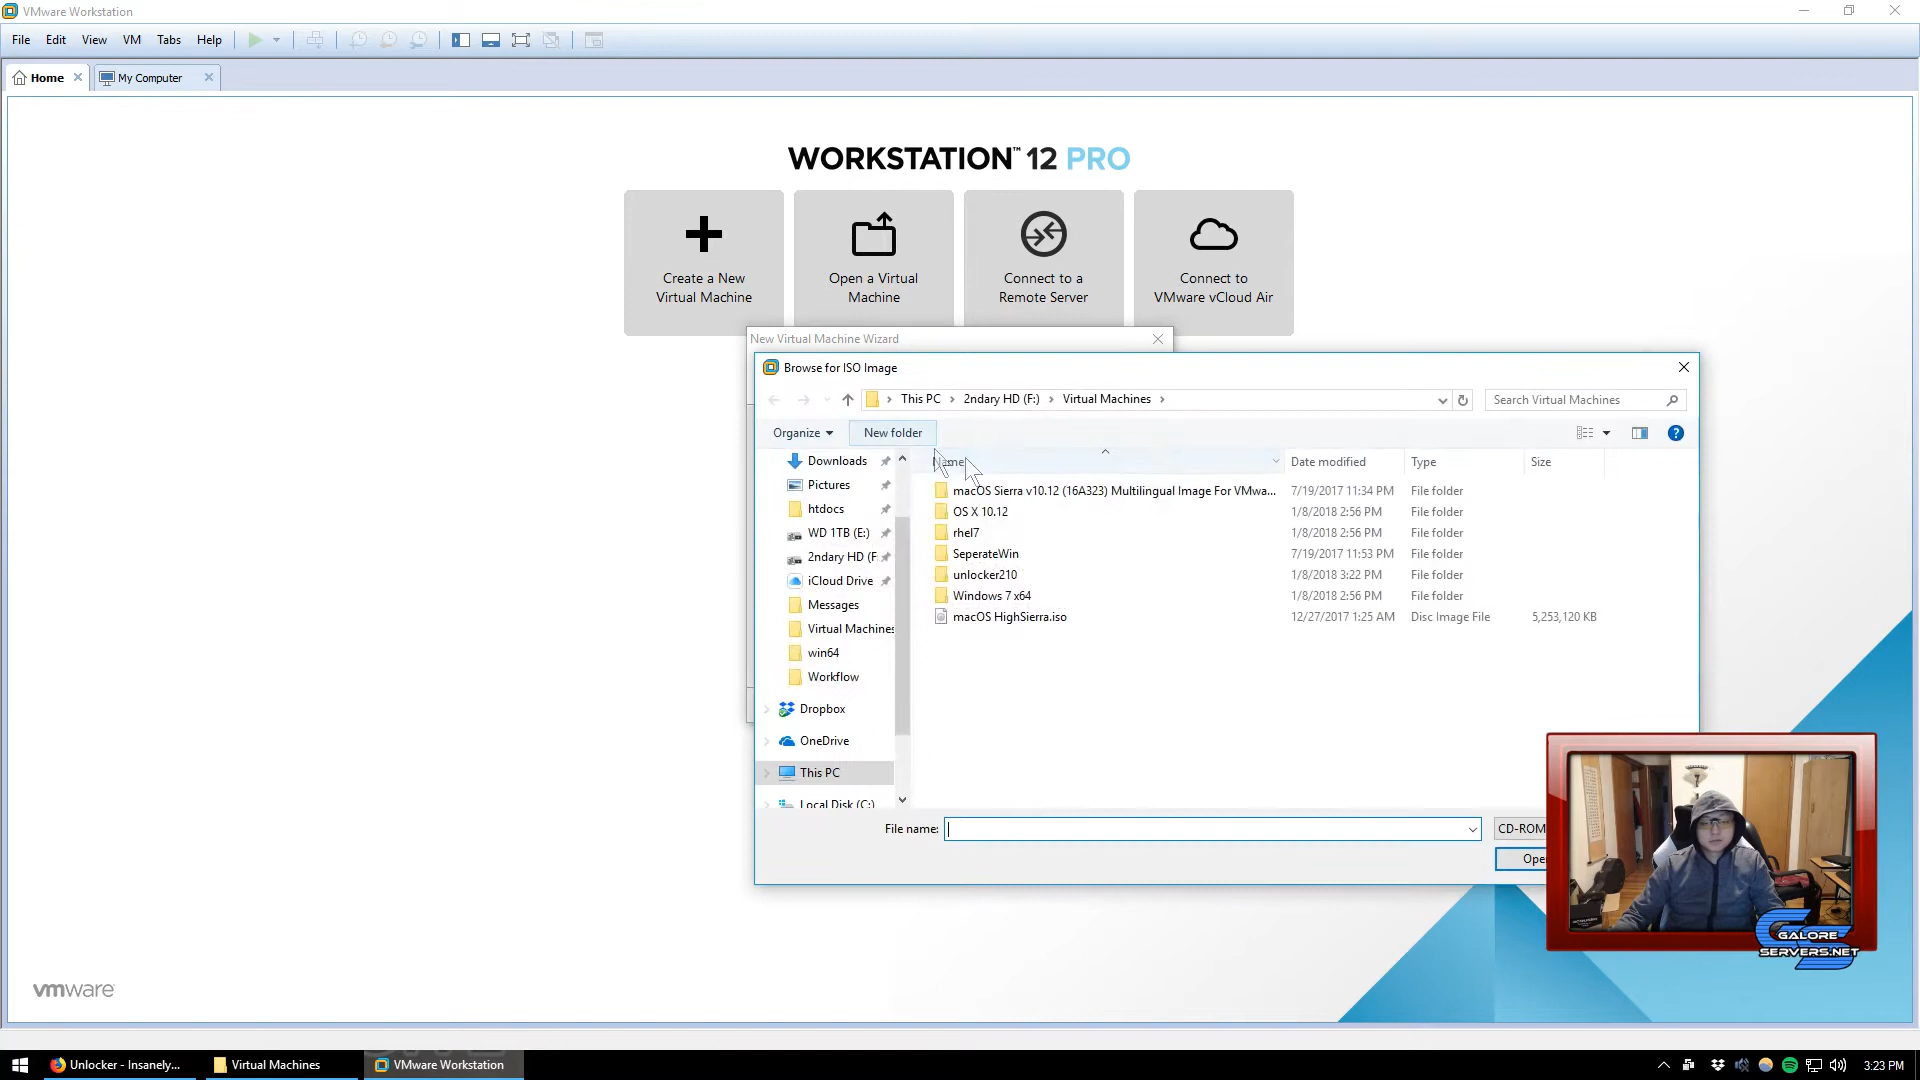 VMware Workstation
File Edit View VM Tabs Help
Home My Computer
WORKSTATION™ 12 PRO
Create a New
Virtual Machine
Open a Virtual
Machine
Connect to a
Remote Server
Connect to
VMware vCloud Air
New Virtual Machine Wizard
Browse for ISO Image
This PC 2ndary HD (F:) Virtual Machines
Search Virtual Machines
Organize New folder
Name Date modified Type Size
Downloads
Pictures
htdocs
WD 1TB (E:)
2ndary HD (F
iCloud Drive
Messages
Virtual Machines
win64
Workflow
Dropbox
OneDrive
This PC
Local Disk (C:)
macOS Sierra v10.12 (16A323) Multilingual Image For VMwa... 7/19/2017 11:34 PM File folder
OS X 10.12 1/8/2018 2:56 PM File folder
rhel7 1/8/2018 2:56 PM File folder
SeperateWin 7/19/2017 11:53 PM File folder
unlocker210 1/8/2018 3:22 PM File folder
Windows 7 x64 1/8/2018 2:56 PM File folder
macOS HighSierra.iso 12/27/2017 1:25 AM Disc Image File 5,253,120 KB
File name:
CD-ROM
Open
GALORE
SERVERS.NET
vmware
Unlocker - Insanely... Virtual Machines VMware Workstation 3:23 PM